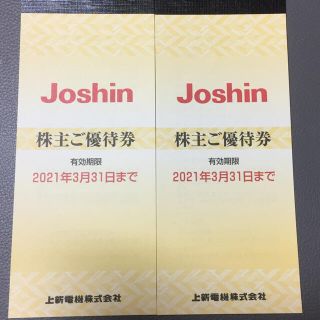 Joshin
株主ご優待券
有効期限
2021年3月31日まで
上新電機株式会社
Joshin
株主ご優待券
有効期限
2021年3月31日まで
上新電機株式会社